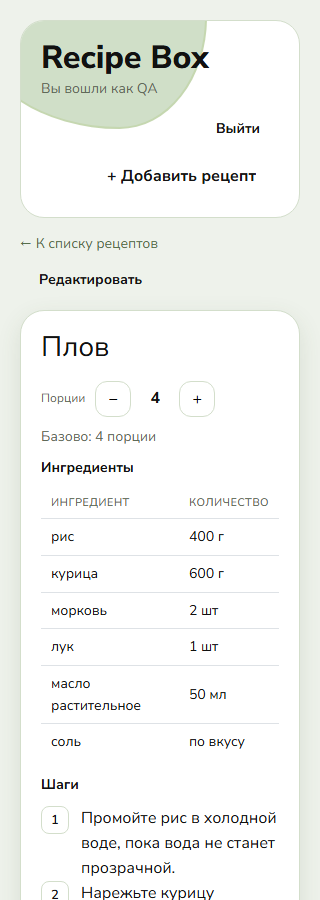 Recipe Box
Вы вошли как QA
Выйти
+ Добавить рецепт
← К списку рецептов
Редактировать
Плов
Порции − 4 +
Базово: 4 порции
Ингредиенты
ИНГРЕДИЕНТ КОЛИЧЕСТВО
рис 400 г
курица 600 г
морковь 2 шт
лук 1 шт
масло
растительное 50 мл
соль по вкусу
Шаги
1 Промойте рис в холодной
воде, пока вода не станет
прозрачной.
2 Нарежьте курицу